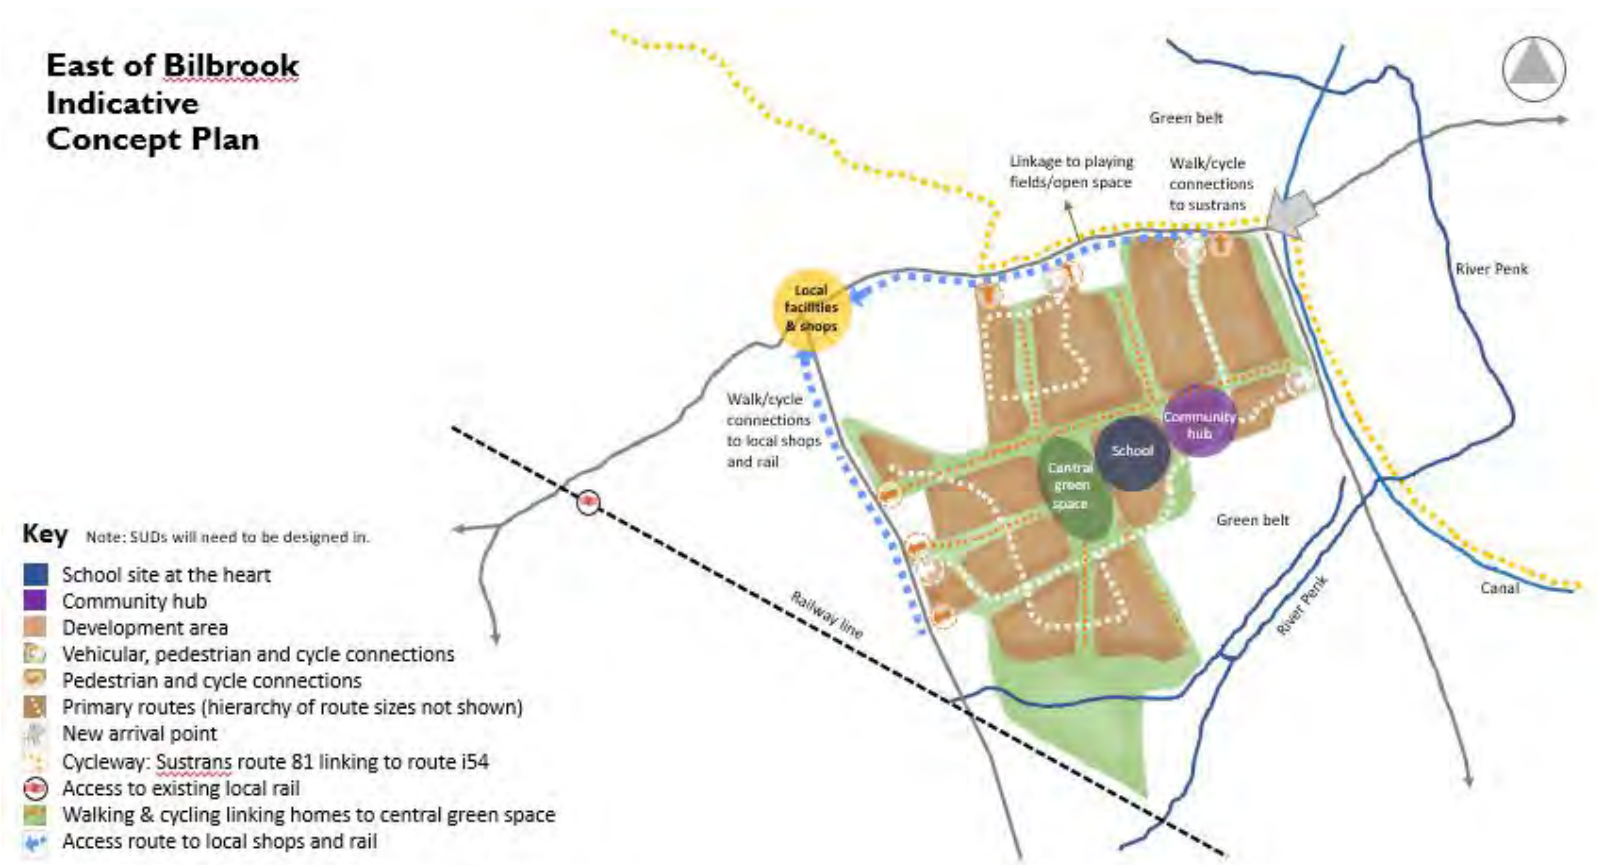 East of Bilbrook
Indicative
Concept Plan
Green belt
Linkage to playing
fields/open space
Walk/cycle
connections
to sustrans
River Penk
Local
facilities
& shops
Walk/cycle
connections
to local shops
and rail
Community
hub
School
Central
green
space
Green belt
Canal
River Penk
Railway line
Key
Note: SUDs will need to be designed in.
School site at the heart
Community hub
Development area
Vehicular, pedestrian and cycle connections
Pedestrian and cycle connections
Primary routes (hierarchy of route sizes not shown)
New arrival point
Cycleway: Sustrans route 81 linking to route i54
Access to existing local rail
Walking & cycling linking homes to central green space
Access route to local shops and rail